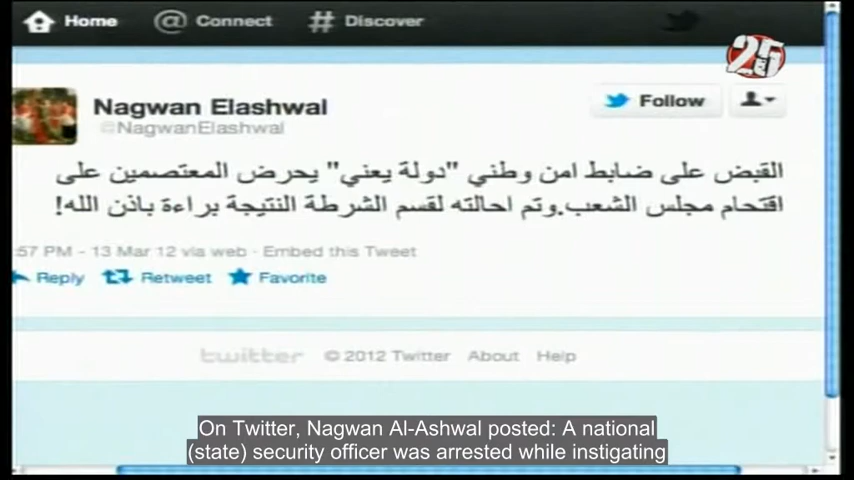 Home Connect Discover
25
Nagwan Elashwal
Follow
@NagwanElashwal
القبض على ضابط امن وطني "دولة يعني" يحرض المعتصمين على
اقتحام مجلس الشعب.وتم احالته لقسم الشرطة النتيجة براءة باذن الله!
:57 PM - 13 Mar 12 via web · Embed this Tweet
Reply Retweet Favorite
twitter © 2012 Twitter About Help
On Twitter, Nagwan Al-Ashwal posted: A national
(state) security officer was arrested while instigating